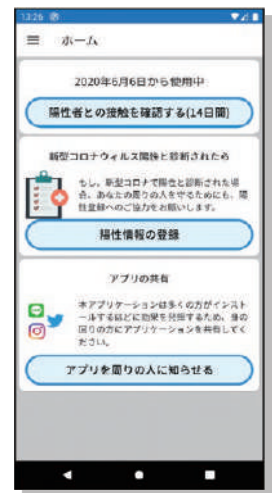 13:26
ホーム
2020年6月6日から使用中
陽性者との接触を確認する(14日間)
新型コロナウィルス陽性と診断されたら
もし、新型コロナで陽性と診断された場
合、あなたの周りの人を守るためにも、陽
性登録へのご協力をお願いします。
陽性情報の登録
アプリの共有
本アプリケーションは多くの方がインスト
ールするほどに効果を発揮するため、身の
回りの方にアプリケーションを共有してく
ださい。
アプリを周りの人に知らせる